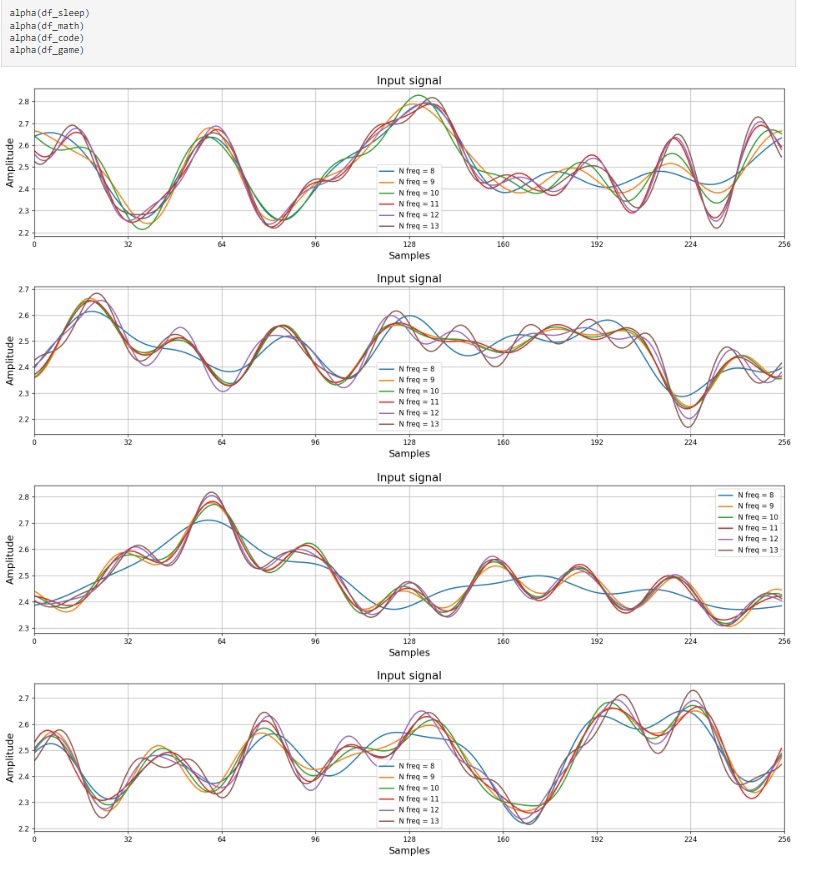 alpha(df_sleep)
alpha(df_math)
alpha(df_code)
alpha(df_game)
Input signal
2.8
2.7
2.6
2.5
2.4
2.3
2.2
Amplitude
N freq = 8
N freq = 9
N freq = 10
N freq = 11
N freq = 12
N freq = 13
0 32 64 96 128 160 192 224 256
Samples
Input signal
2.7
2.6
2.5
2.4
2.3
2.2
Amplitude
N freq = 8
N freq = 9
N freq = 10
N freq = 11
N freq = 12
N freq = 13
0 32 64 96 128 160 192 224 256
Samples
Input signal
2.8
2.7
2.6
2.5
2.4
2.3
Amplitude
N freq = 8
N freq = 9
N freq = 10
N freq = 11
N freq = 12
N freq = 13
0 32 64 96 128 160 192 224 256
Samples
Input signal
2.7
2.6
2.5
2.4
2.3
2.2
Amplitude
N freq = 8
N freq = 9
N freq = 10
N freq = 11
N freq = 12
N freq = 13
0 32 64 96 128 160 192 224 256
Samples